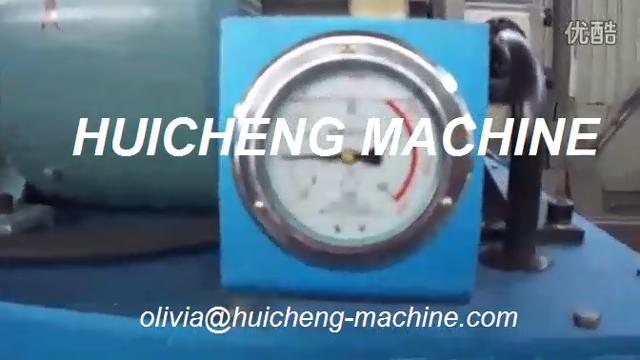 优酷
HUICHENG MACHINE
olivia@huicheng-machine.com